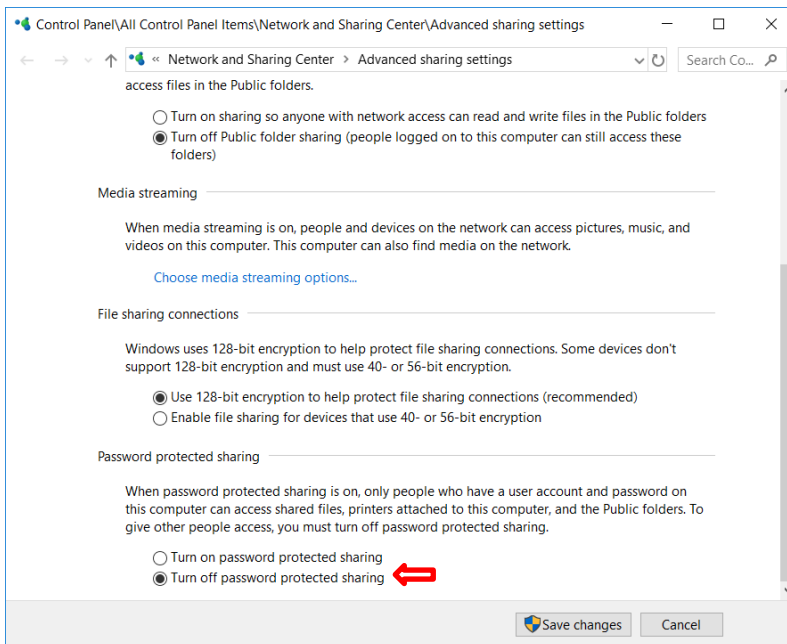 Control Panel\All Control Panel Items\Network and Sharing Center\Advanced sharing settings
« Network and Sharing Center > Advanced sharing settings
Search Co...
access files in the Public folders.
Turn on sharing so anyone with network access can read and write files in the Public folders
Turn off Public folder sharing (people logged on to this computer can still access these
folders)
Media streaming
When media streaming is on, people and devices on the network can access pictures, music, and
videos on this computer. This computer can also find media on the network.
Choose media streaming options...
File sharing connections
Windows uses 128-bit encryption to help protect file sharing connections. Some devices don't
support 128-bit encryption and must use 40- or 56-bit encryption.
Use 128-bit encryption to help protect file sharing connections (recommended)
Enable file sharing for devices that use 40- or 56-bit encryption
Password protected sharing
When password protected sharing is on, only people who have a user account and password on
this computer can access shared files, printers attached to this computer, and the Public folders. To
give other people access, you must turn off password protected sharing.
Turn on password protected sharing
Turn off password protected sharing
Save changes
Cancel